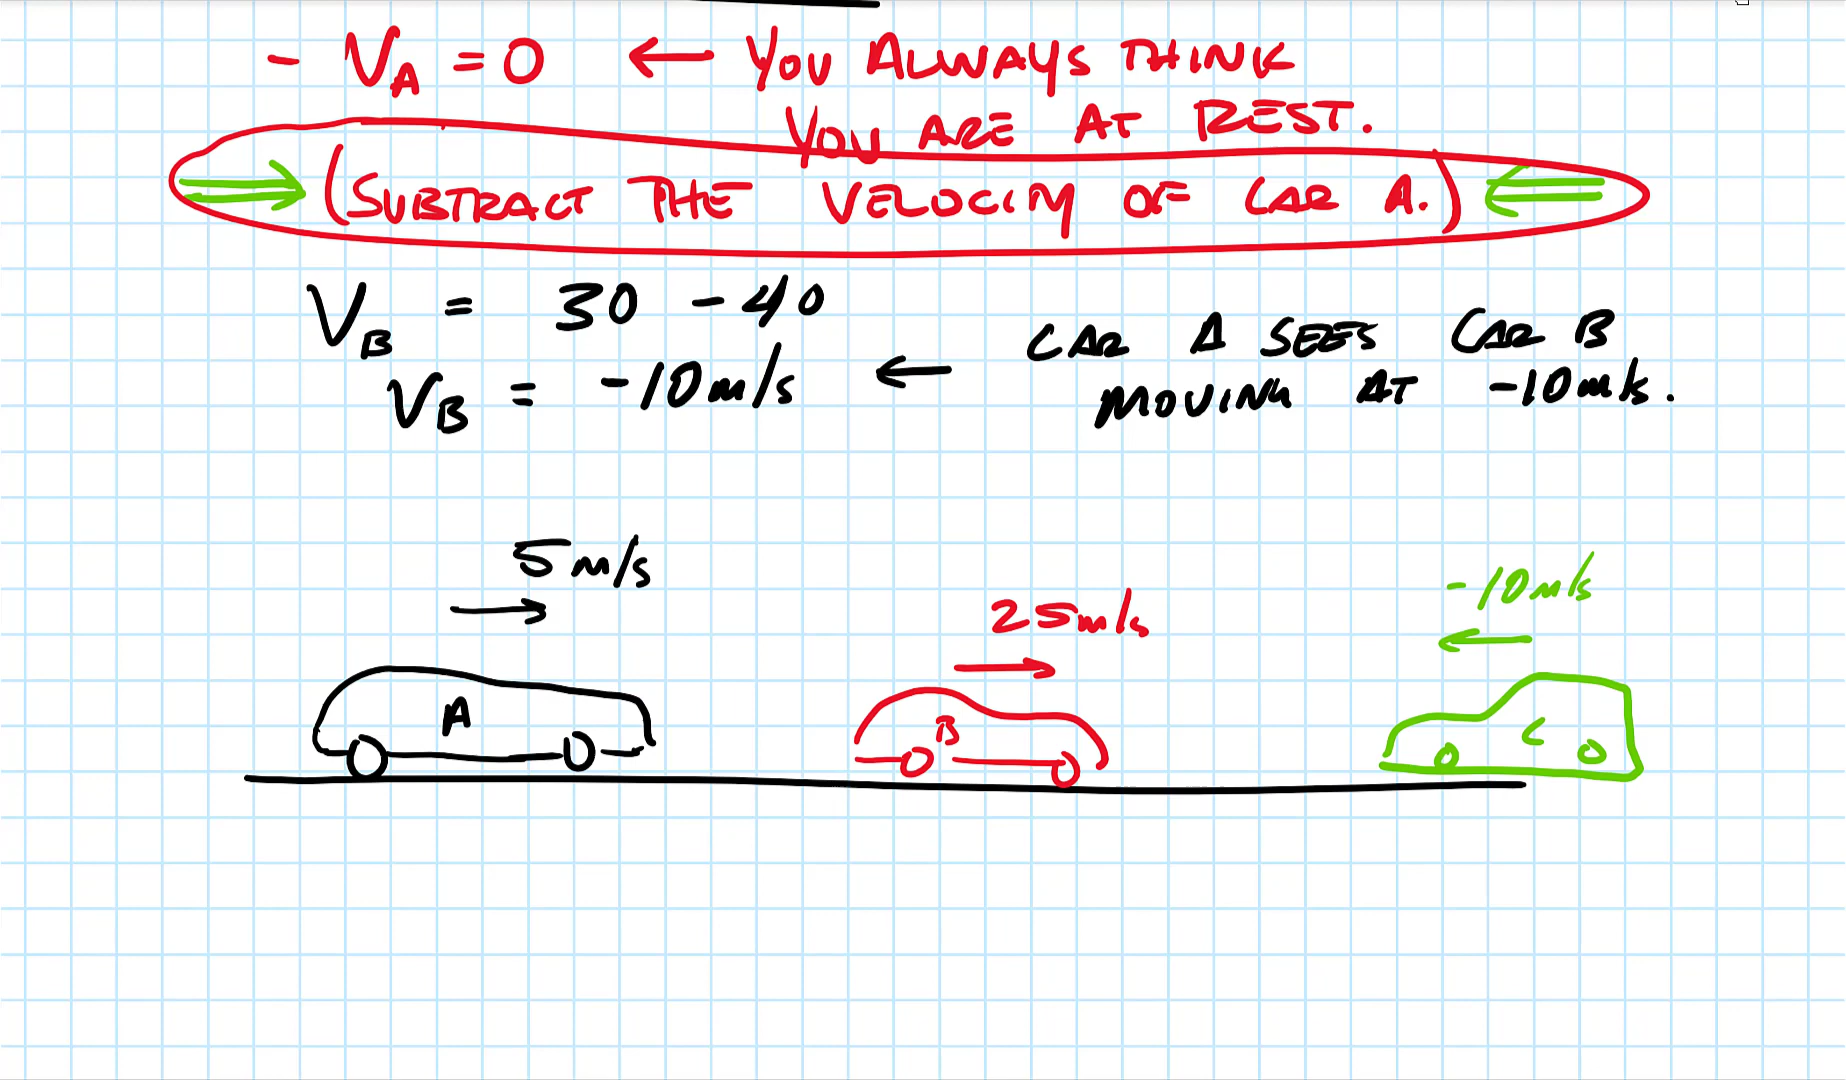 - VA = 0 ← YOU ALWAYS THINK
YOU ARE AT REST.
(SUBTRACT THE VELOCITY OF CAR A.)
VB = 30 - 40
VB = -10m/s ← CAR A SEES CAR B
MOVING AT -10m/s.
5 m/s
25m/s
-10m/s
A
B
C